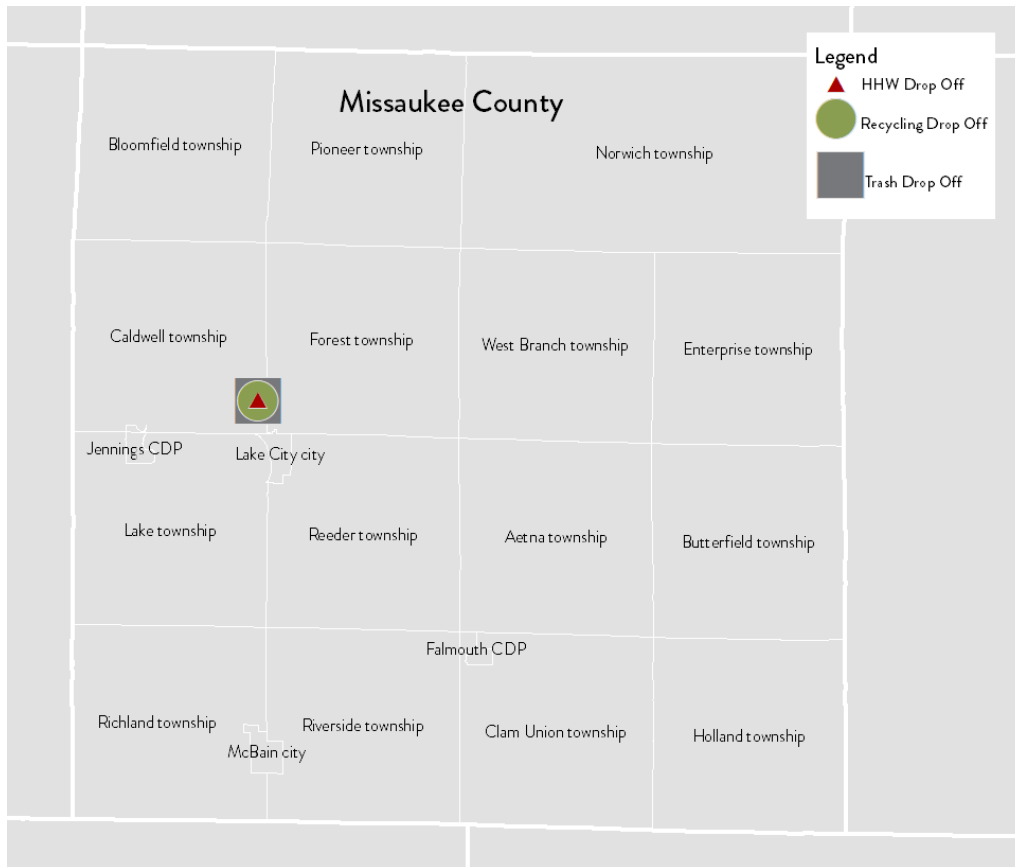 Missaukee County
Legend
HHW Drop Off
Recycling Drop Off
Trash Drop Off
Bloomfield township
Pioneer township
Norwich township
Caldwell township
Forest township
West Branch township
Enterprise township
Jennings CDP
Lake City city
Lake township
Reeder township
Aetna township
Butterfield township
Falmouth CDP
Richland township
Riverside township
Clam Union township
Holland township
McBain city